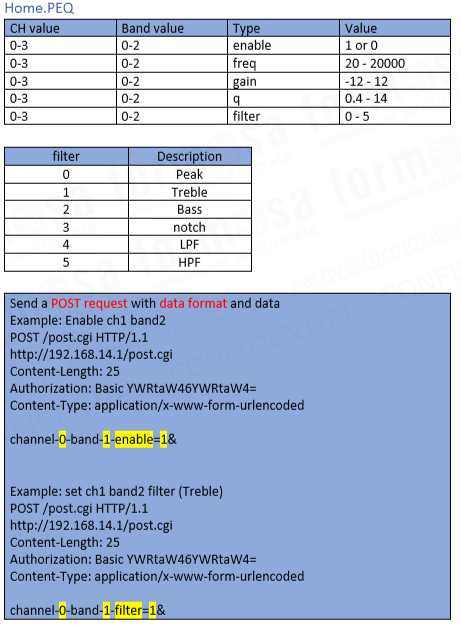 Home.PEQ
CH value Band value Type Value
0-3 0-2 enable 1 or 0
0-3 0-2 freq 20 - 20000
0-3 0-2 gain -12 - 12
0-3 0-2 q 0.4 - 14
0-3 0-2 filter 0 - 5
filter Description
0 Peak
1 Treble
2 Bass
3 notch
4 LPF
5 HPF
Send a POST request with data format and data
Example: Enable ch1 band2
POST /post.cgi HTTP/1.1
http://192.168.14.1/post.cgi
Content-Length: 25
Authorization: Basic YWRtaW46YWRtaW4=
Content-Type: application/x-www-form-urlencoded
channel-0-band-1-enable=1&
Example: set ch1 band2 filter (Treble)
POST /post.cgi HTTP/1.1
http://192.168.14.1/post.cgi
Content-Length: 25
Authorization: Basic YWRtaW46YWRtaW4=
Content-Type: application/x-www-form-urlencoded
channel-0-band-1-filter=1&